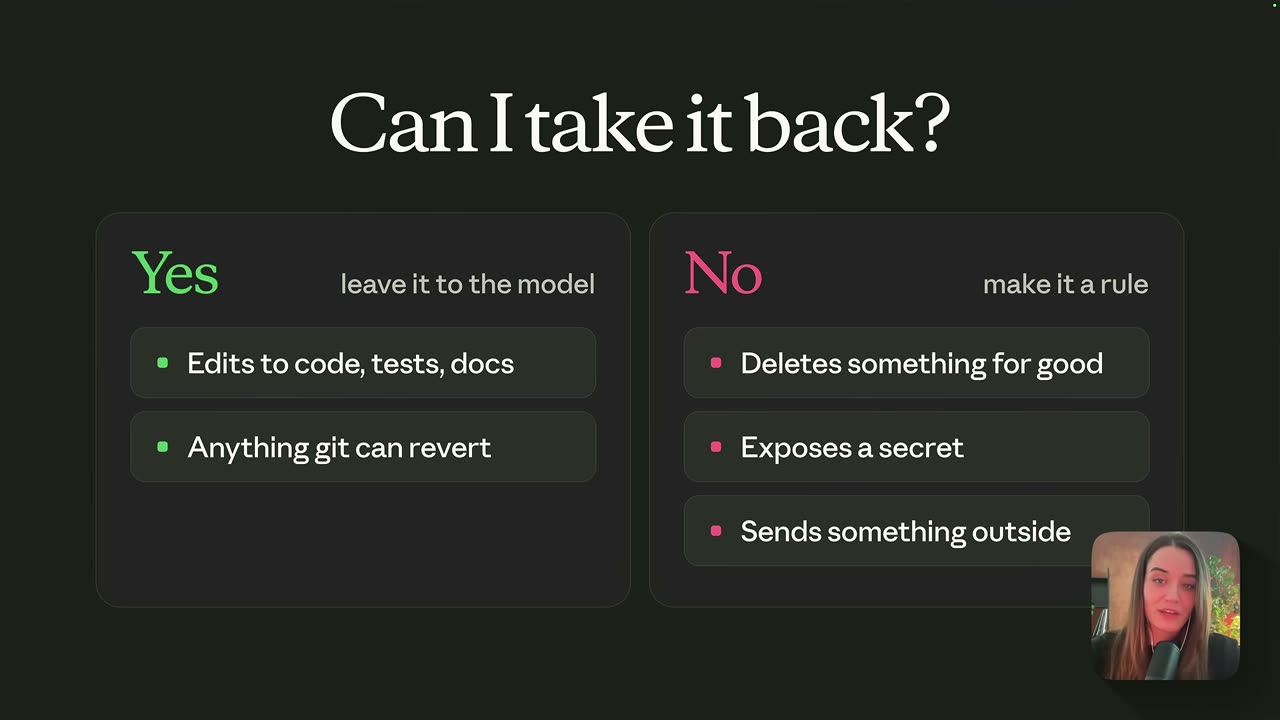 Can I take it back?
Yes
leave it to the model
Edits to code, tests, docs
Anything git can revert
No
make it a rule
Deletes something for good
Exposes a secret
Sends something outside